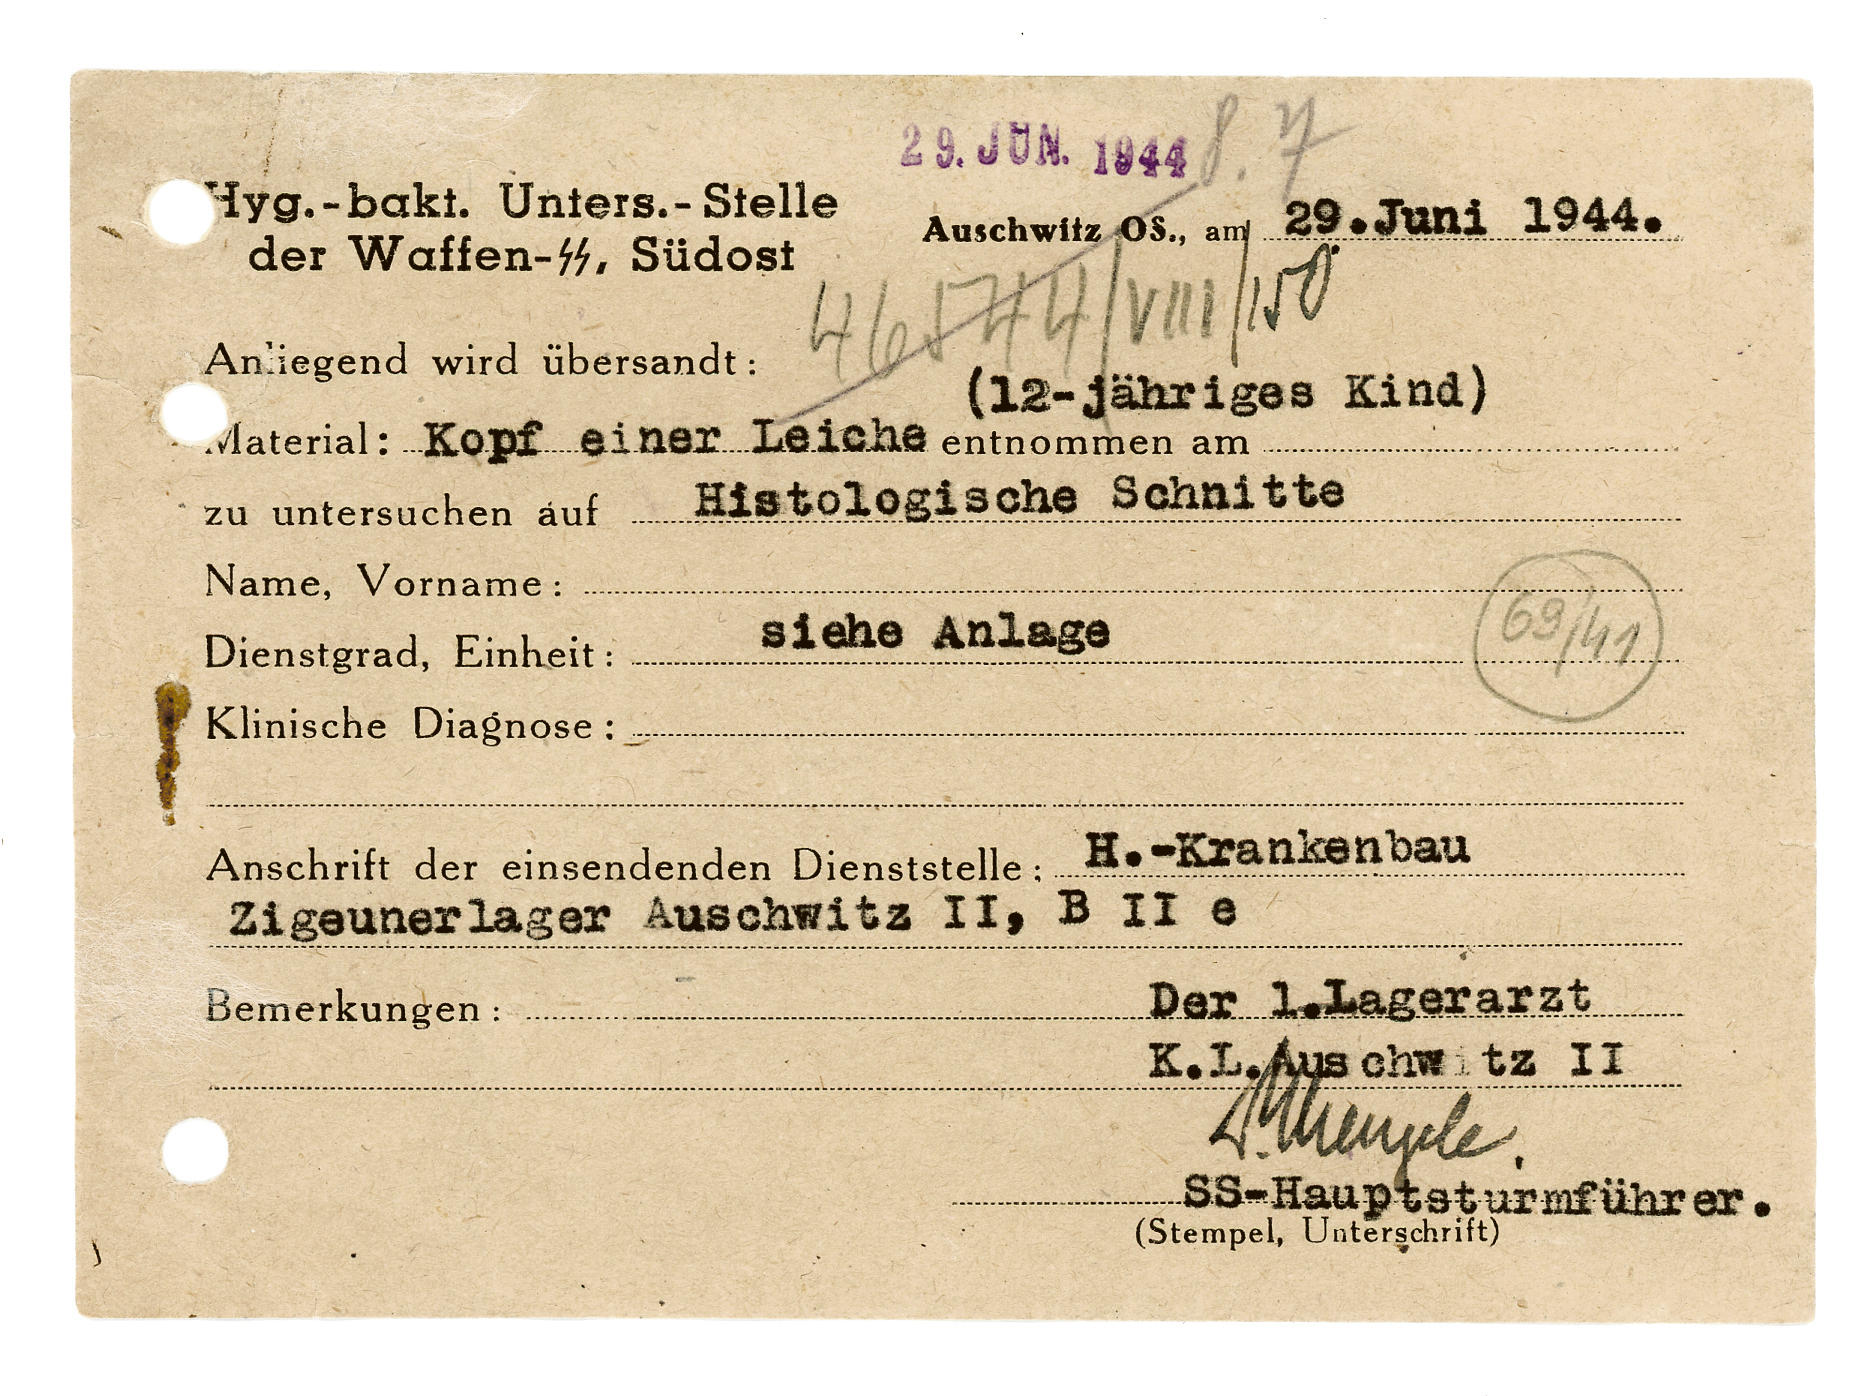 29. JUN. 1944 8. 7
Hyg.-bakt. Unters.-Stelle
der Waffen-SS, Südost
Auschwitz OS., am 29.Juni 1944.
46544/VIII/150
Anliegend wird übersandt:
(12-jähriges Kind)
Material: Kopf einer Leiche entnommen am
zu untersuchen auf Histologische Schnitte
Name, Vorname:
siehe Anlage
69/41
Dienstgrad, Einheit:
Klinische Diagnose:
Anschrift der einsendenden Dienststelle: H.-Krankenbau
Zigeunerlager Auschwitz II, B II e
Bemerkungen: Der 1.Lagerarzt
K.L.Auschwitz II
Dr. Mengele
SS-Hauptsturmführer.
(Stempel, Unterschrift)